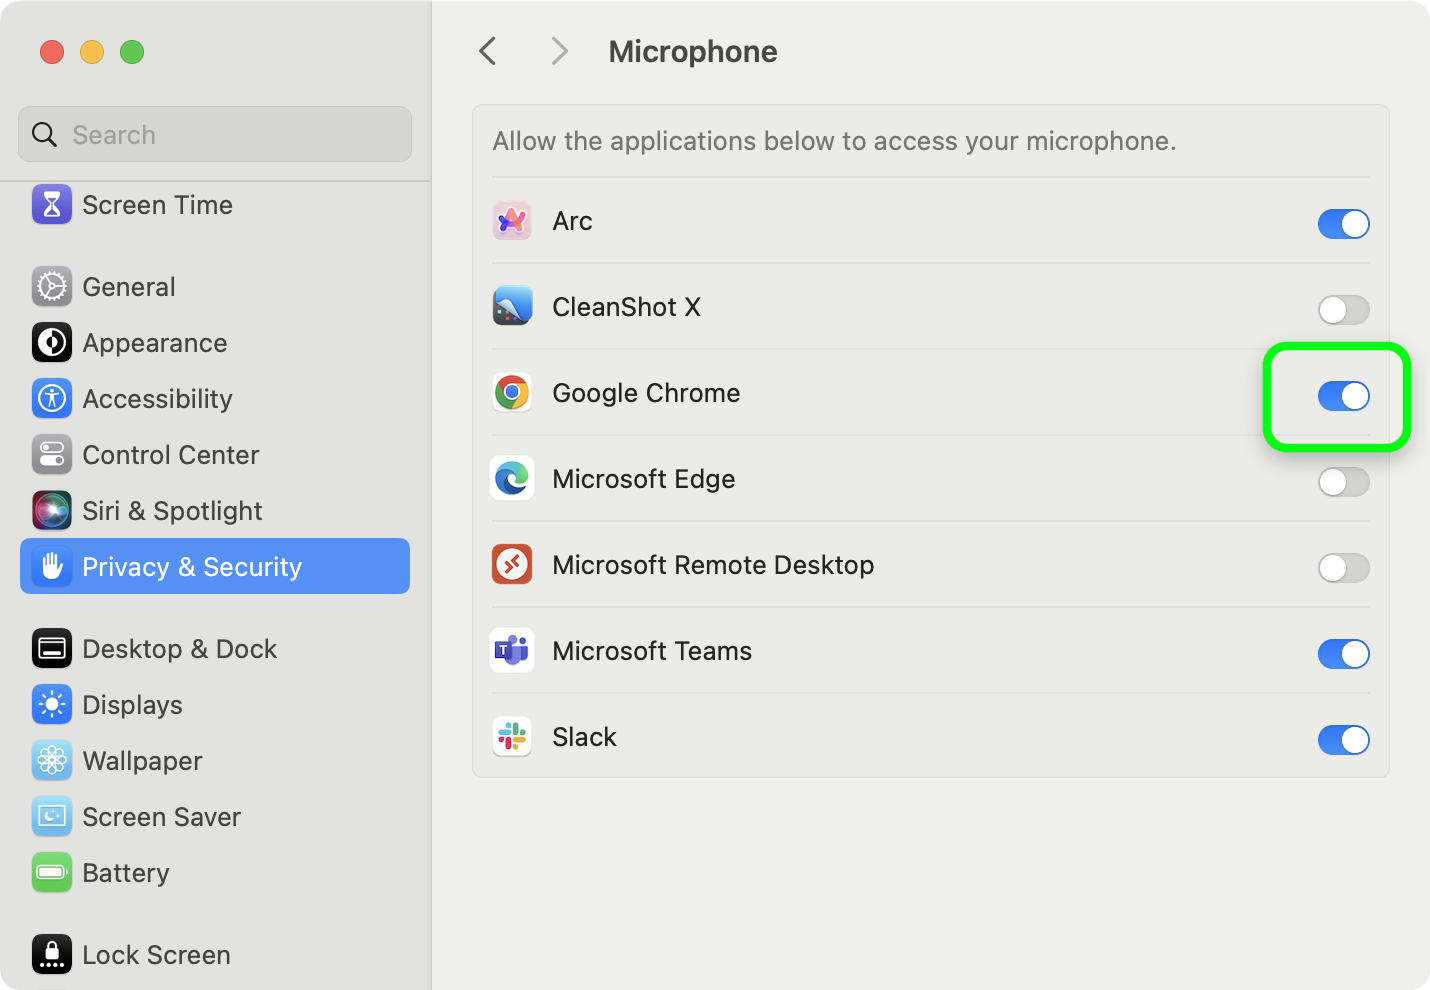 Search
Screen Time
General
Appearance
Accessibility
Control Center
Siri & Spotlight
Privacy & Security
Desktop & Dock
Displays
Wallpaper
Screen Saver
Battery
Lock Screen
Microphone
Allow the applications below to access your microphone.
Arc
CleanShot X
Google Chrome
Microsoft Edge
Microsoft Remote Desktop
T
Microsoft Teams
Slack